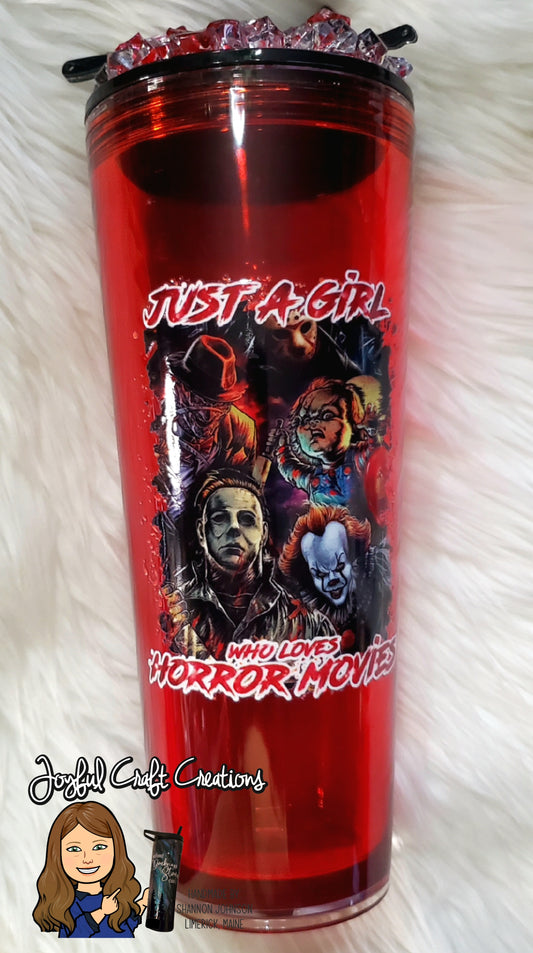 JUST A GIRL
WHO LOVES
HORROR MOVIES
Joyful Craft Creations
SHANNON JOHNSON
LIMERICK, MAINE